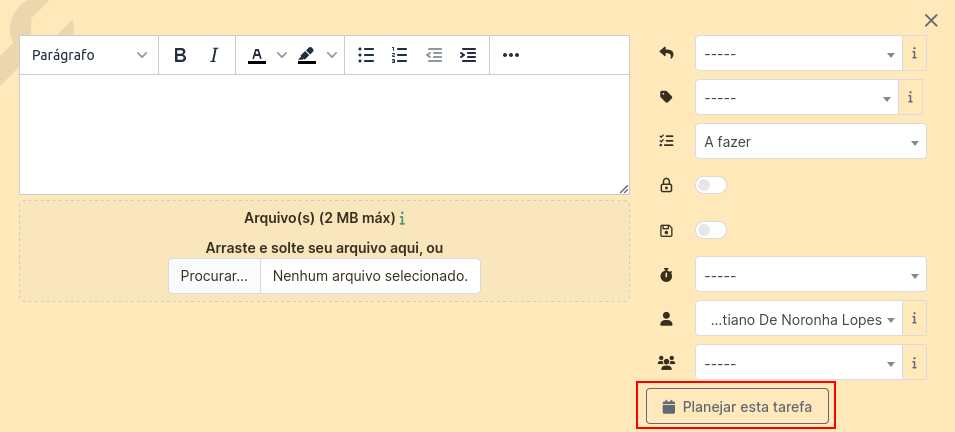 Parágrafo B I A
-----
-----
A fazer
Arquivo(s) (2 MB máx) i
Arraste e solte seu arquivo aqui, ou
Procurar... Nenhum arquivo selecionado.
-----
...tiano De Noronha Lopes
-----
Planejar esta tarefa